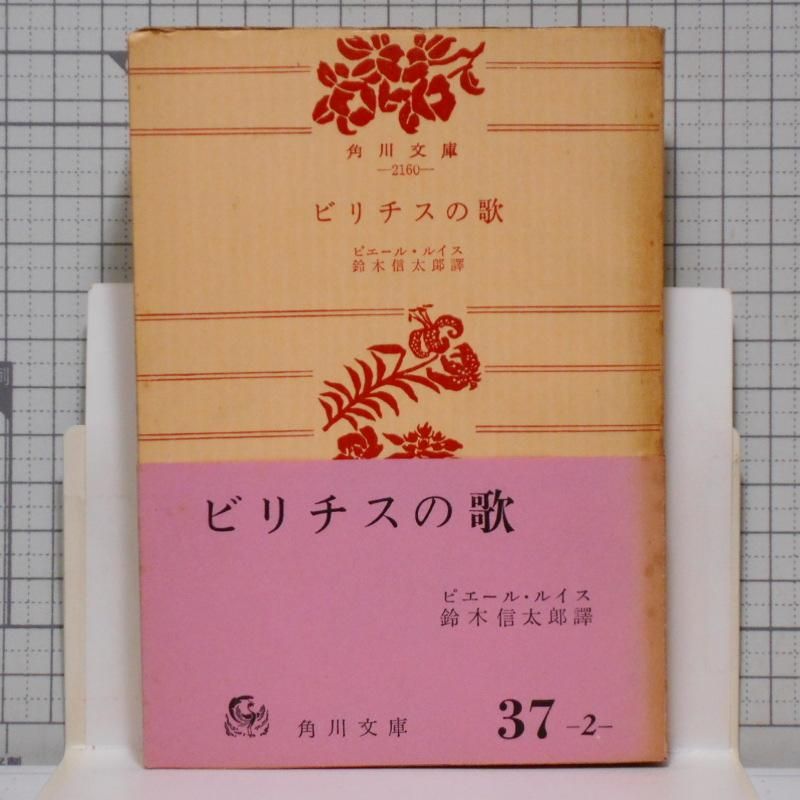 角川文庫
—2160—
ビリチスの歌
ピエール・ルイス
鈴木信太郎譯
ビリチスの歌
ピエール・ルイス
鈴木信太郎譯
角川文庫
37 -2-